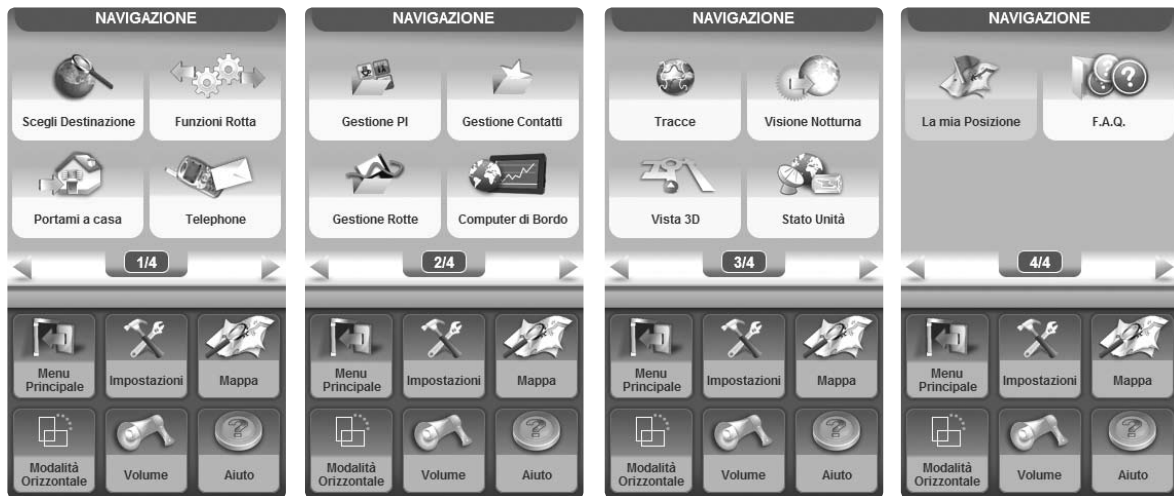 NAVIGAZIONE
Scegli Destinazione
Funzioni Rotta
Portami a casa
Telephone
1/4
Menu
Principale
Impostazioni
Mappa
Modalità
Orizzontale
Volume
Aiuto
NAVIGAZIONE
Gestione PI
Gestione Contatti
Gestione Rotte
Computer di Bordo
2/4
Menu
Principale
Impostazioni
Mappa
Modalità
Orizzontale
Volume
Aiuto
NAVIGAZIONE
Tracce
Visione Notturna
Vista 3D
Stato Unità
3/4
Menu
Principale
Impostazioni
Mappa
Modalità
Orizzontale
Volume
Aiuto
NAVIGAZIONE
La mia Posizione
F.A.Q.
4/4
Menu
Principale
Impostazioni
Mappa
Modalità
Orizzontale
Volume
Aiuto